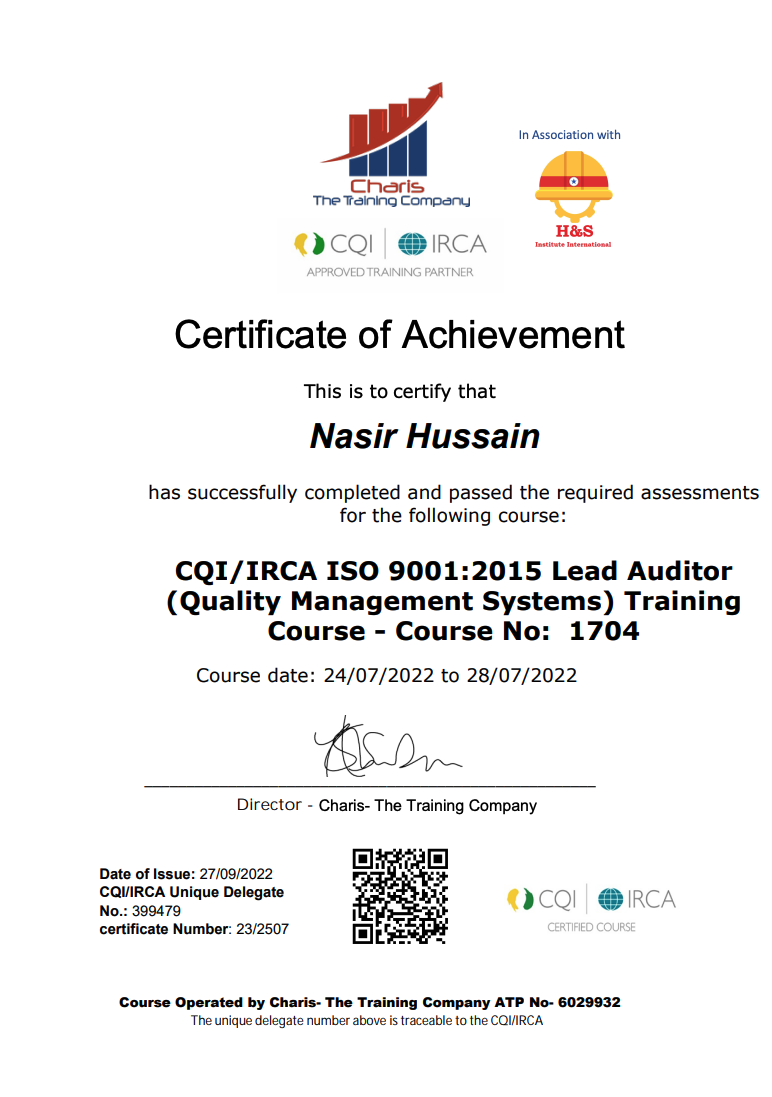 Charis
The Training Company
In Association with
H&S
Institute International
CQI IRCA
APPROVED TRAINING PARTNER
Certificate of Achievement
This is to certify that
Nasir Hussain
has successfully completed and passed the required assessments
for the following course:
CQI/IRCA ISO 9001:2015 Lead Auditor
(Quality Management Systems) Training
Course - Course No: 1704
Course date: 24/07/2022 to 28/07/2022
Director - Charis- The Training Company
Date of Issue: 27/09/2022
CQI/IRCA Unique Delegate
No.: 399479
certificate Number: 23/2507
CQI IRCA
CERTIFIED COURSE
Course Operated by Charis- The Training Company ATP No- 6029932
The unique delegate number above is traceable to the CQI/IRCA